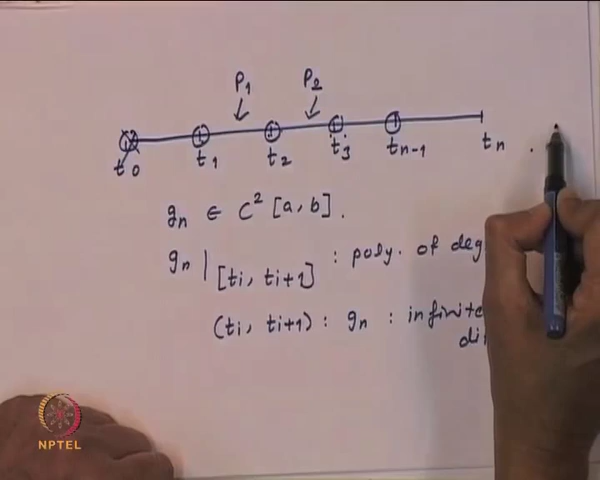 P1 P2
t0 t1 t2 t3 tn-1 tn
gn ∈ C² [a, b].
gn | [ti, ti+1] : poly. of deg
(ti, ti+1) : gn : infinite
NPTEL